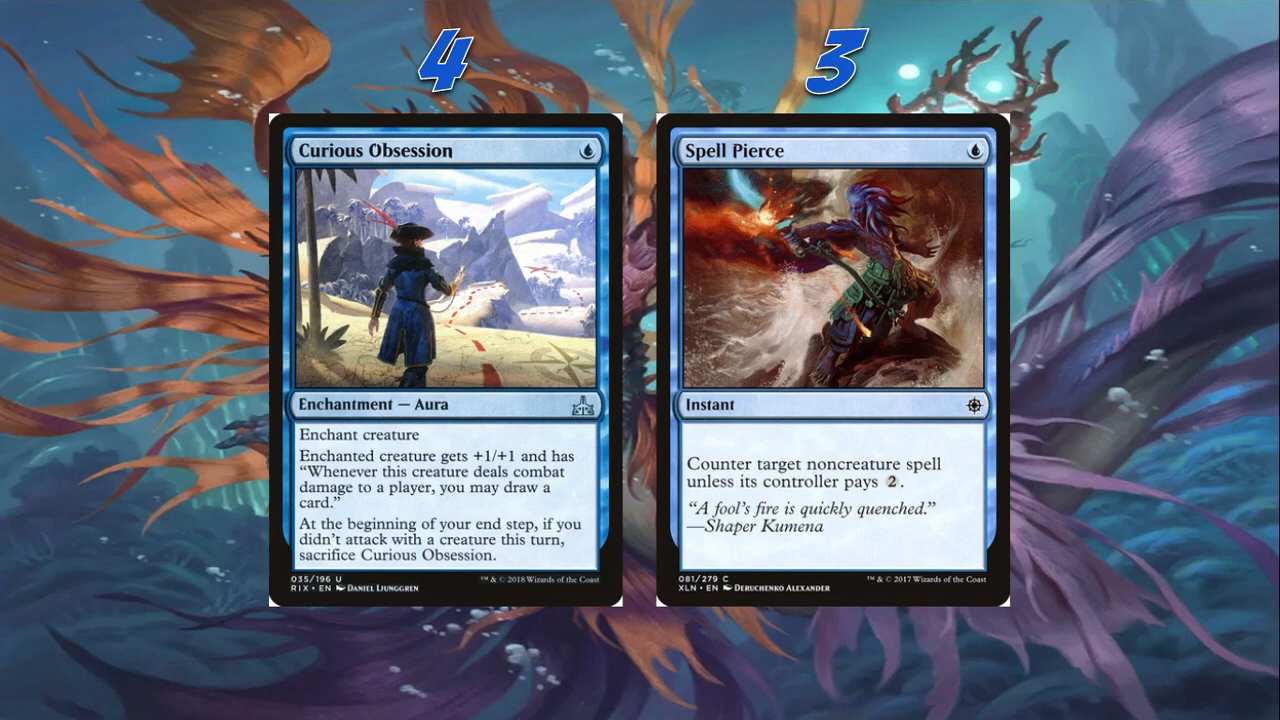 4
3
Curious Obsession
Enchantment — Aura
Enchant creature
Enchanted creature gets +1/+1 and has
“Whenever this creature deals combat
damage to a player, you may draw a
card.”
At the beginning of your end step, if you
didn’t attack with a creature this turn,
sacrifice Curious Obsession.
035/196 U
RIX • EN Daniel Ljunggren
™ & © 2018 Wizards of the Coast
Spell Pierce
Instant
Counter target noncreature spell
unless its controller pays 2.
“A fool’s fire is quickly quenched.”
—Shaper Kumena
081/279 C
XLN • EN Deruchenko Alexander
™ & © 2017 Wizards of the Coast